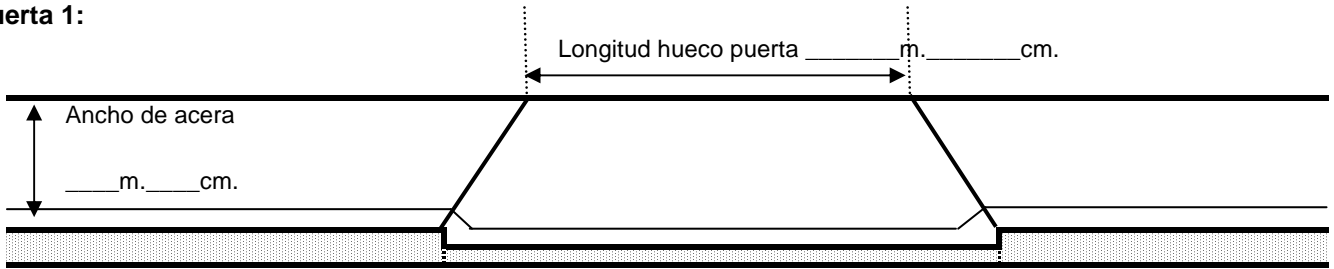 uerta 1:
Longitud hueco puerta _______m._______cm.
Ancho de acera
____m.____cm.